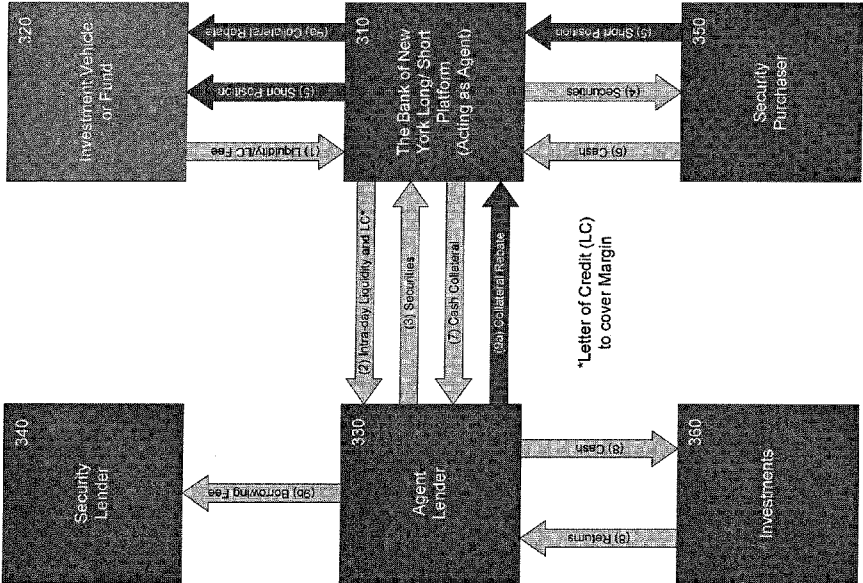 340
Security
Lender
320
Investment Vehicle
or Fund
(9b) Borrowing Fee
(1) Liquidity/LC Fee
(5) Short Position
(9a) Collateral Rebate
330
Agent
Lender
(2) Intra-day Liquidity and LC*
(3) Securities
(7) Cash Collateral
(9a) Collateral Rebate
310
The Bank of New
York Long/ Short
Platform
(Acting as Agent)
(8) Returns
(8) Cash
*Letter of Credit (LC)
to cover Margin
(6) Cash
(4) Securities
(5) Short Position
360
Investments
350
Security
Purchaser